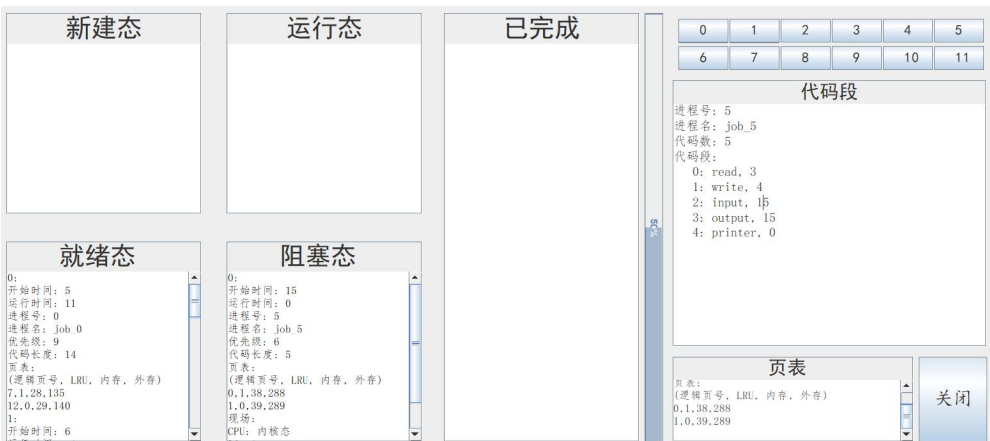 新建态
运行态
已完成
50%
0 1 2 3 4 5
6 7 8 9 10 11
代码段
进程号: 5
进程名: job_5
代码数: 5
代码段:
0: read, 3
1: write, 4
2: input, 15
3: output, 15
4: printer, 0
就绪态
0:
开始时间: 5
运行时间: 11
进程号: 0
进程名: job_0
优先级: 9
代码长度: 14
页表:
(逻辑页号, LRU, 内存, 外存)
7,1,28,135
12,0,29,140
1:
开始时间: 6
阻塞态
0:
开始时间: 15
运行时间: 0
进程号: 5
进程名: job_5
优先级: 6
代码长度: 5
页表:
(逻辑页号, LRU, 内存, 外存)
0,1,38,288
1,0,39,289
现场:
CPU: 内核态
页表
页表:
(逻辑页号, LRU, 内存, 外存)
0,1,38,288
1,0,39,289
关闭